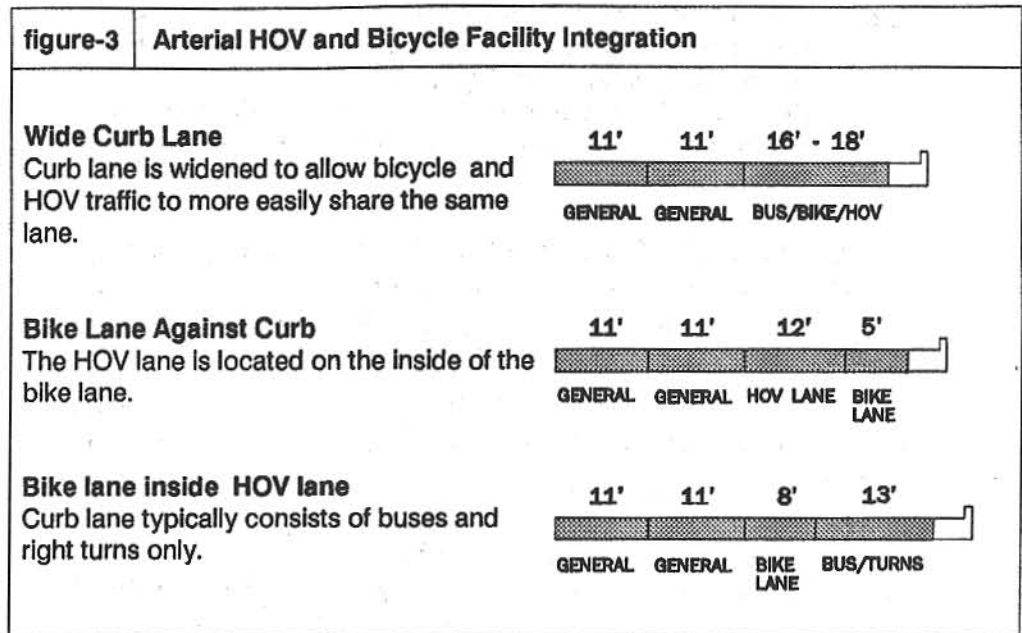 figure-3 Arterial HOV and Bicycle Facility Integration
Wide Curb Lane
Curb lane is widened to allow bicycle and
HOV traffic to more easily share the same
lane.
11' 11' 16' - 18'
GENERAL GENERAL BUS/BIKE/HOV
Bike Lane Against Curb
The HOV lane is located on the inside of the
bike lane.
11' 11' 12' 5'
GENERAL GENERAL HOV LANE BIKE
LANE
Bike lane inside HOV lane
Curb lane typically consists of buses and
right turns only.
11' 11' 8' 13'
GENERAL GENERAL BIKE BUS/TURNS
LANE